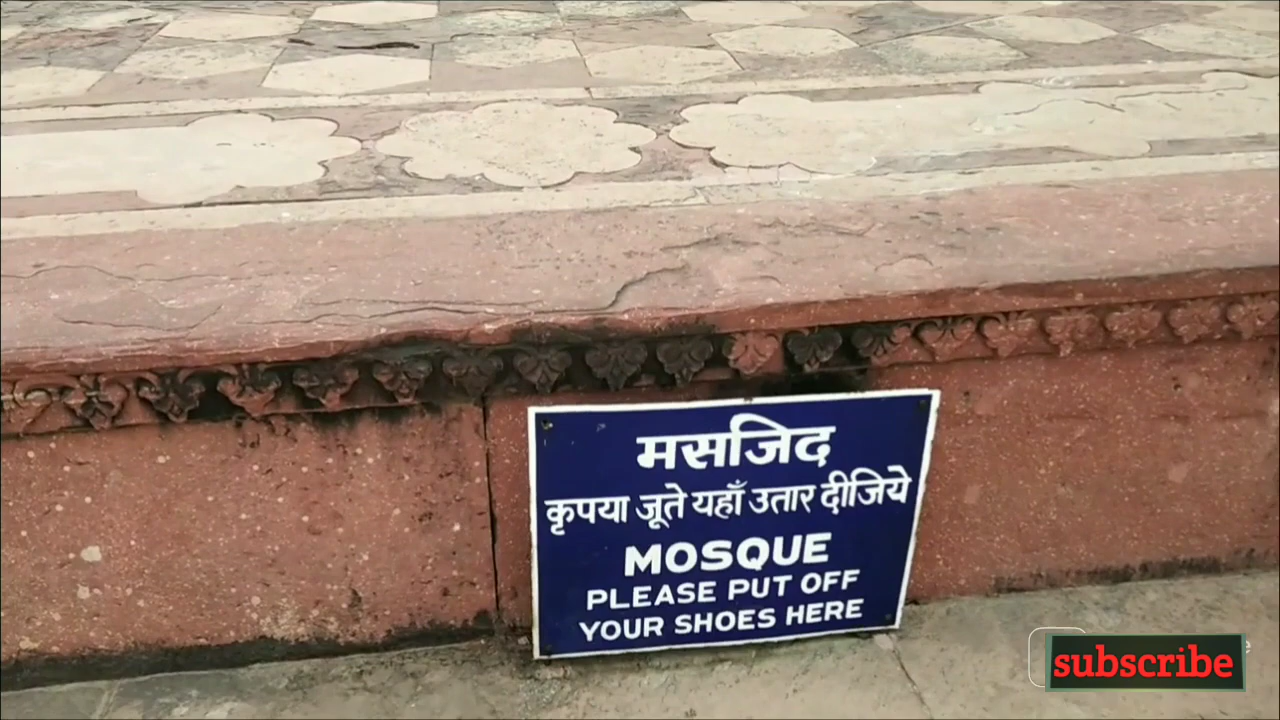 मसजिद
कृपया जूते यहाँ उतार दीजिये
MOSQUE
PLEASE PUT OFF
YOUR SHOES HERE
subscribe